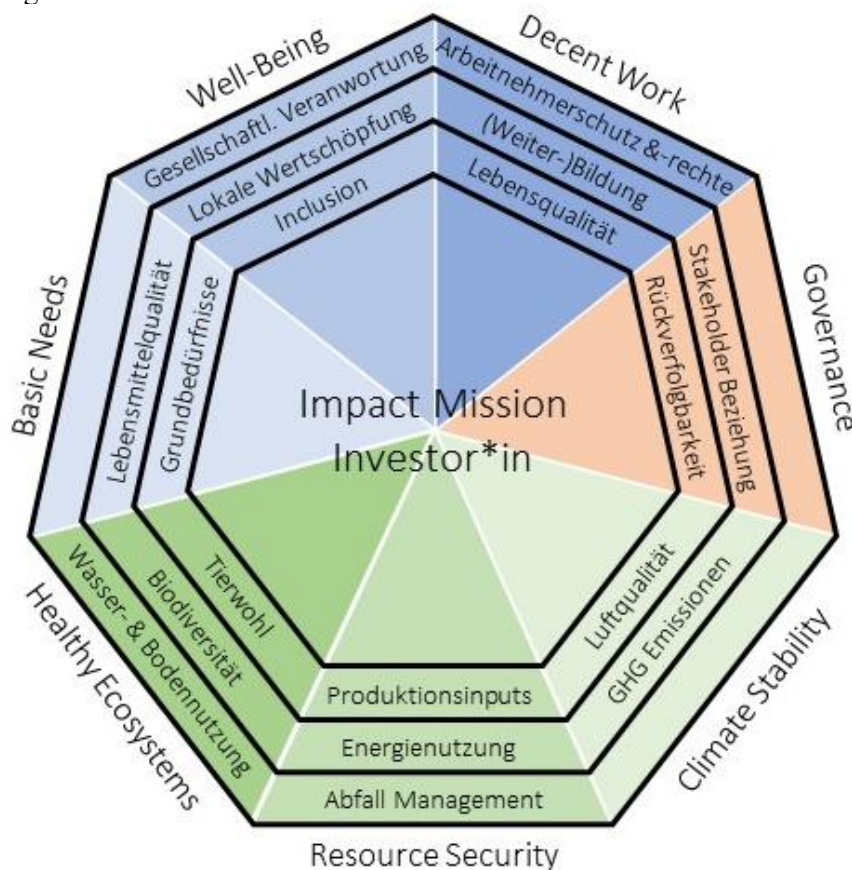 Well-Being
Gesellschaftl. Veranwortung
Lokale Wertschöpfung
Inclusion
Decent Work
Arbeitnehmerschutz &-rechte
(Weiter-)Bildung
Lebensqualität
Governance
Stakeholder Beziehung
Rückverfolgbarkeit
Climate Stability
GHG Emissionen
Luftqualität
Resource Security
Abfall Management
Energienutzung
Produktionsinputs
Healthy Ecosystems
Wasser- & Bodennutzung
Biodiversität
Tierwohl
Basic Needs
Lebensmittelqualität
Grundbedürfnisse
Impact Mission
Investor*in